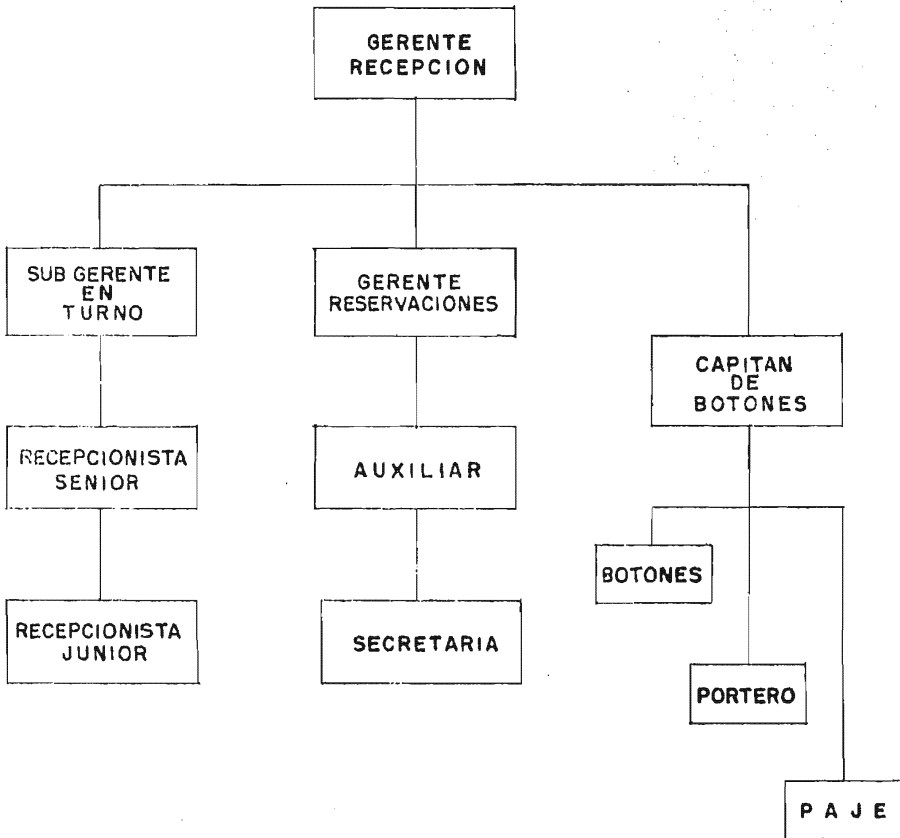 GERENTE
RECEPCION
SUB GERENTE
EN
TURNO
GERENTE
RESERVACIONES
CAPITAN
DE
BOTONES
RECEPCIONISTA
SENIOR
AUXILIAR
BOTONES
RECEPCIONISTA
JUNIOR
SECRETARIA
PORTERO
PAJE